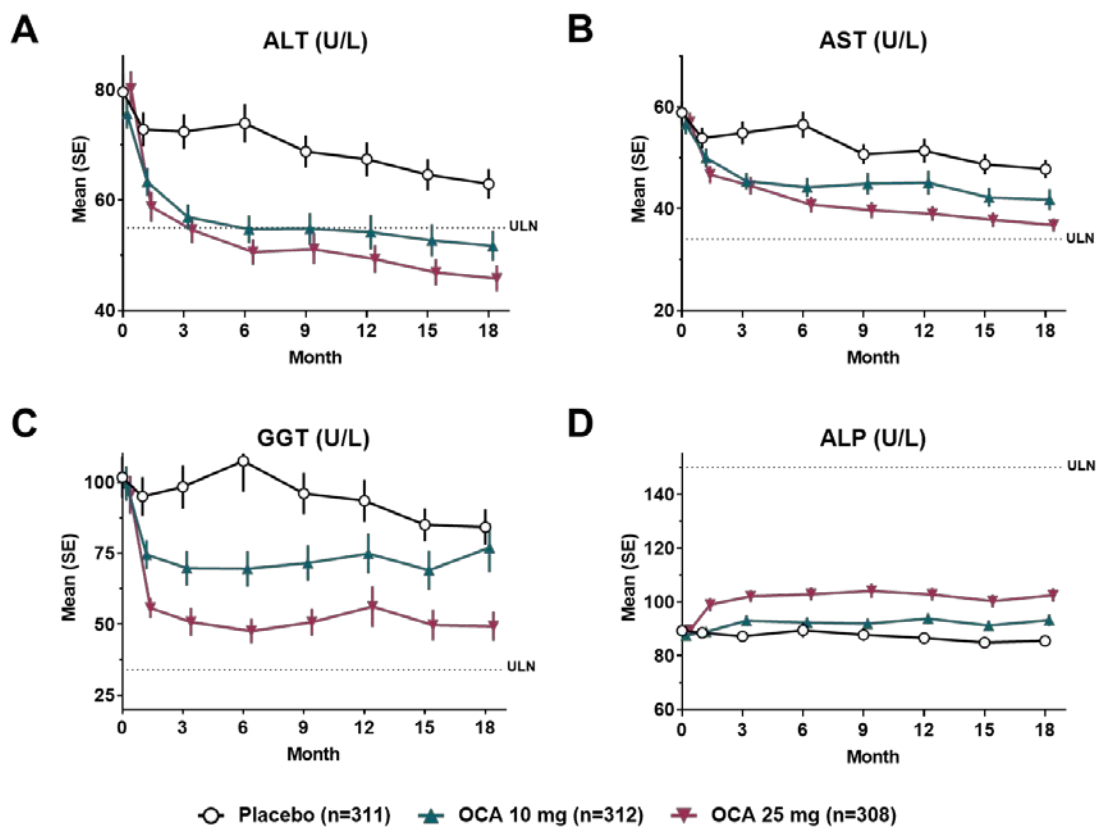 A
ALT (U/L)
Mean (SE)
80
60
40
ULN
0 3 6 9 12 15 18
Month
B
AST (U/L)
Mean (SE)
60
40
20
ULN
0 3 6 9 12 15 18
Month
C
GGT (U/L)
Mean (SE)
100
75
50
25
ULN
0 3 6 9 12 15 18
Month
D
ALP (U/L)
Mean (SE)
140
120
100
80
60
ULN
0 3 6 9 12 15 18
Month
Placebo (n=311) OCA 10 mg (n=312) OCA 25 mg (n=308)